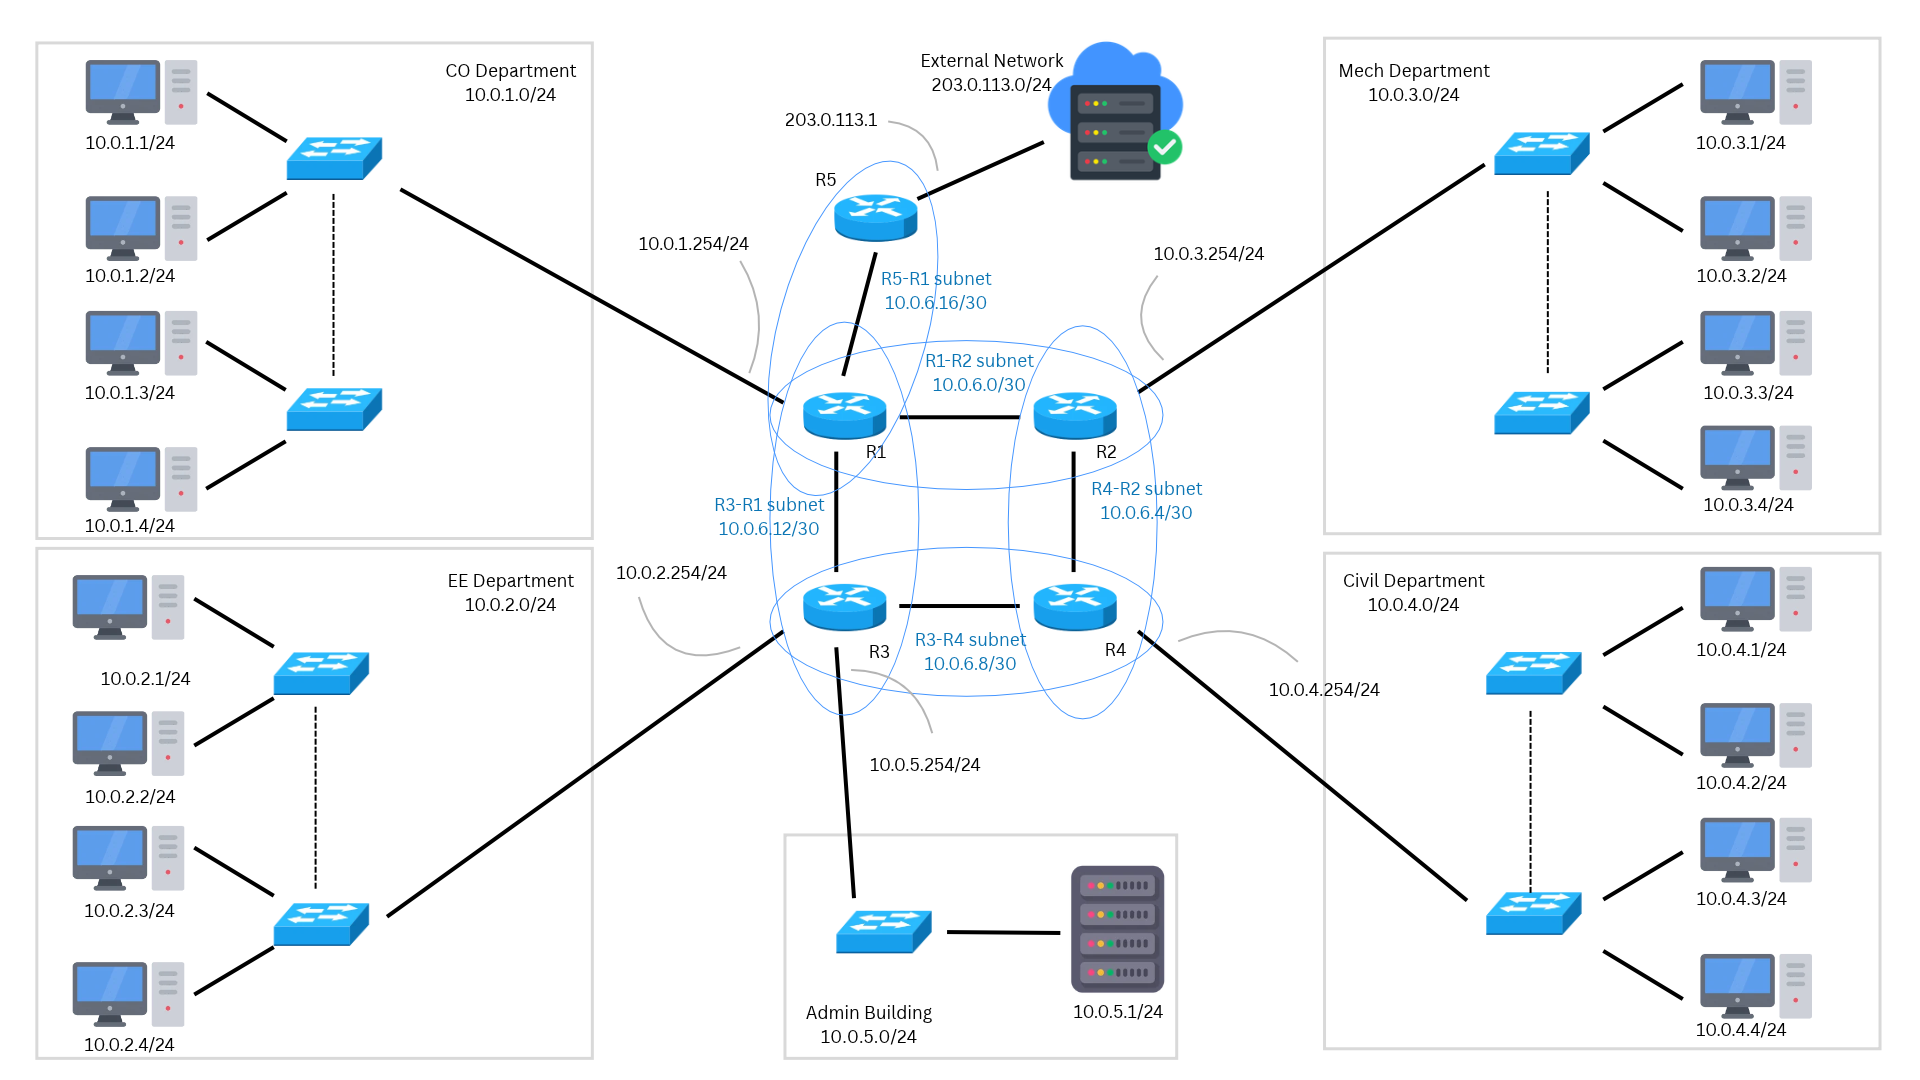 CO Department
10.0.1.0/24
10.0.1.1/24
10.0.1.2/24
10.0.1.3/24
10.0.1.4/24
External Network
203.0.113.0/24
203.0.113.1
R5
10.0.1.254/24
R5-R1 subnet
10.0.6.16/30
10.0.3.254/24
R1-R2 subnet
10.0.6.0/30
R1
R2
R3-R1 subnet
10.0.6.12/30
R4-R2 subnet
10.0.6.4/30
Mech Department
10.0.3.0/24
10.0.3.1/24
10.0.3.2/24
10.0.3.3/24
10.0.3.4/24
EE Department
10.0.2.0/24
10.0.2.1/24
10.0.2.2/24
10.0.2.3/24
10.0.2.4/24
10.0.2.254/24
R3
R3-R4 subnet
10.0.6.8/30
R4
10.0.4.254/24
10.0.5.254/24
Admin Building
10.0.5.0/24
10.0.5.1/24
Civil Department
10.0.4.0/24
10.0.4.1/24
10.0.4.2/24
10.0.4.3/24
10.0.4.4/24